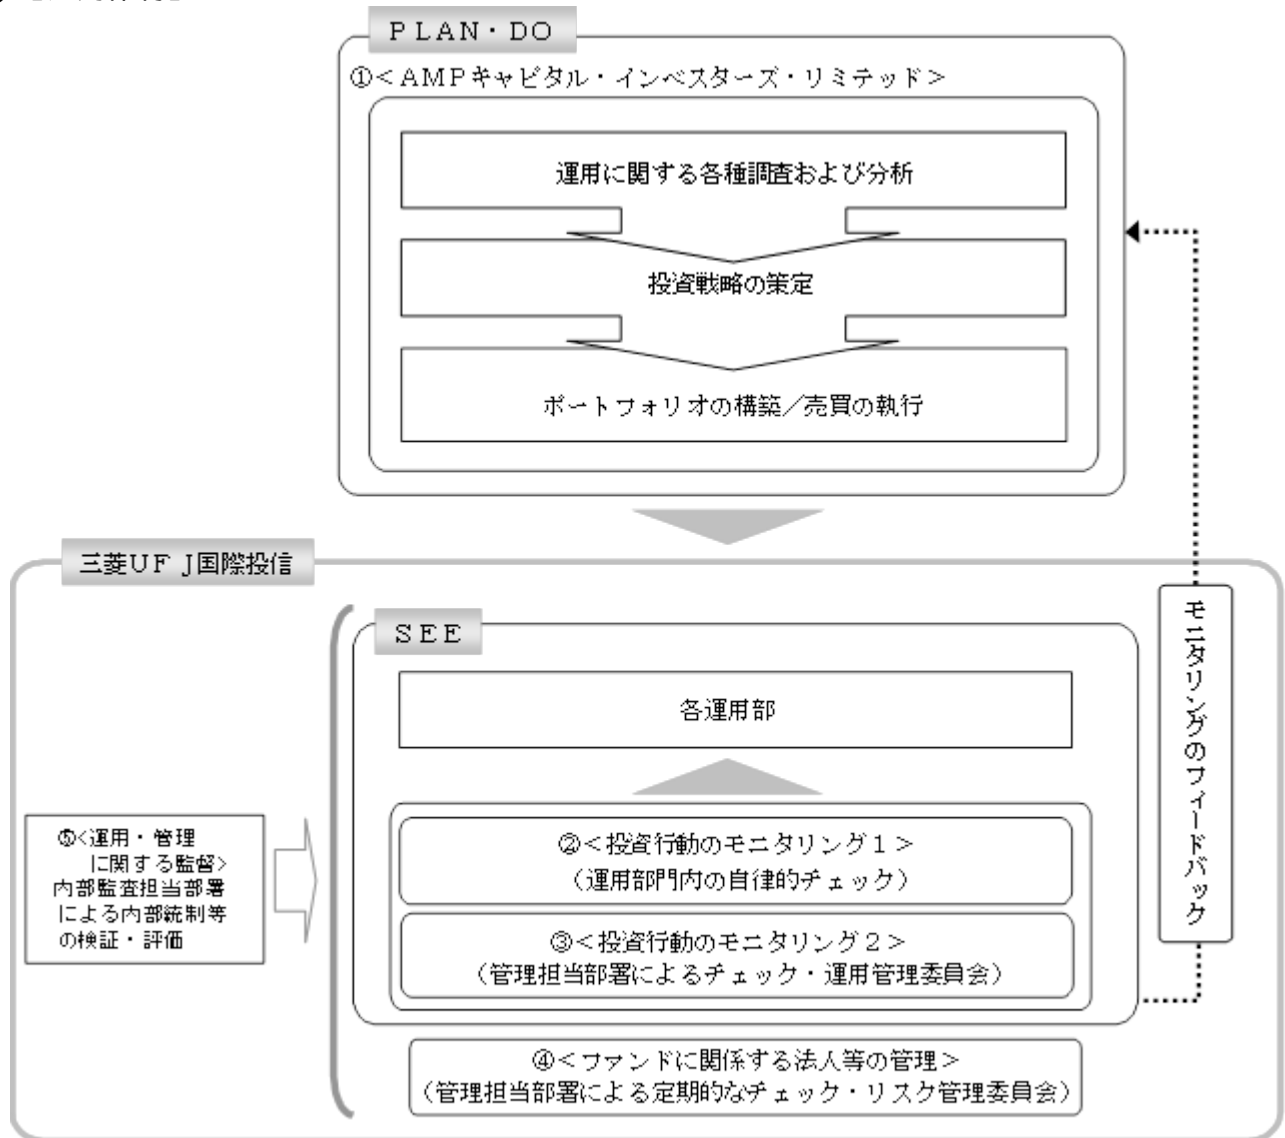 ＰＬＡＮ・ＤＯ
①＜ＡＭＰキャピタル・インベスターズ・リミテッド＞
運用に関する各種調査および分析
投資戦略の策定
ポートフォリオの構築／売買の執行
三菱ＵＦＪ国際投信
ＳＥＥ
各運用部
②＜投資行動のモニタリング１＞
（運用部門内の自律的チェック）
③＜投資行動のモニタリング２＞
（管理担当部署によるチェック・運用管理委員会）
④＜ファンドに関係する法人等の管理＞
（管理担当部署による定期的なチェック・リスク管理委員会）
⑤<運用・管理
に関する監督>
内部監査担当部署
による内部統制等
の検証・評価
モニタリングのフィードバック